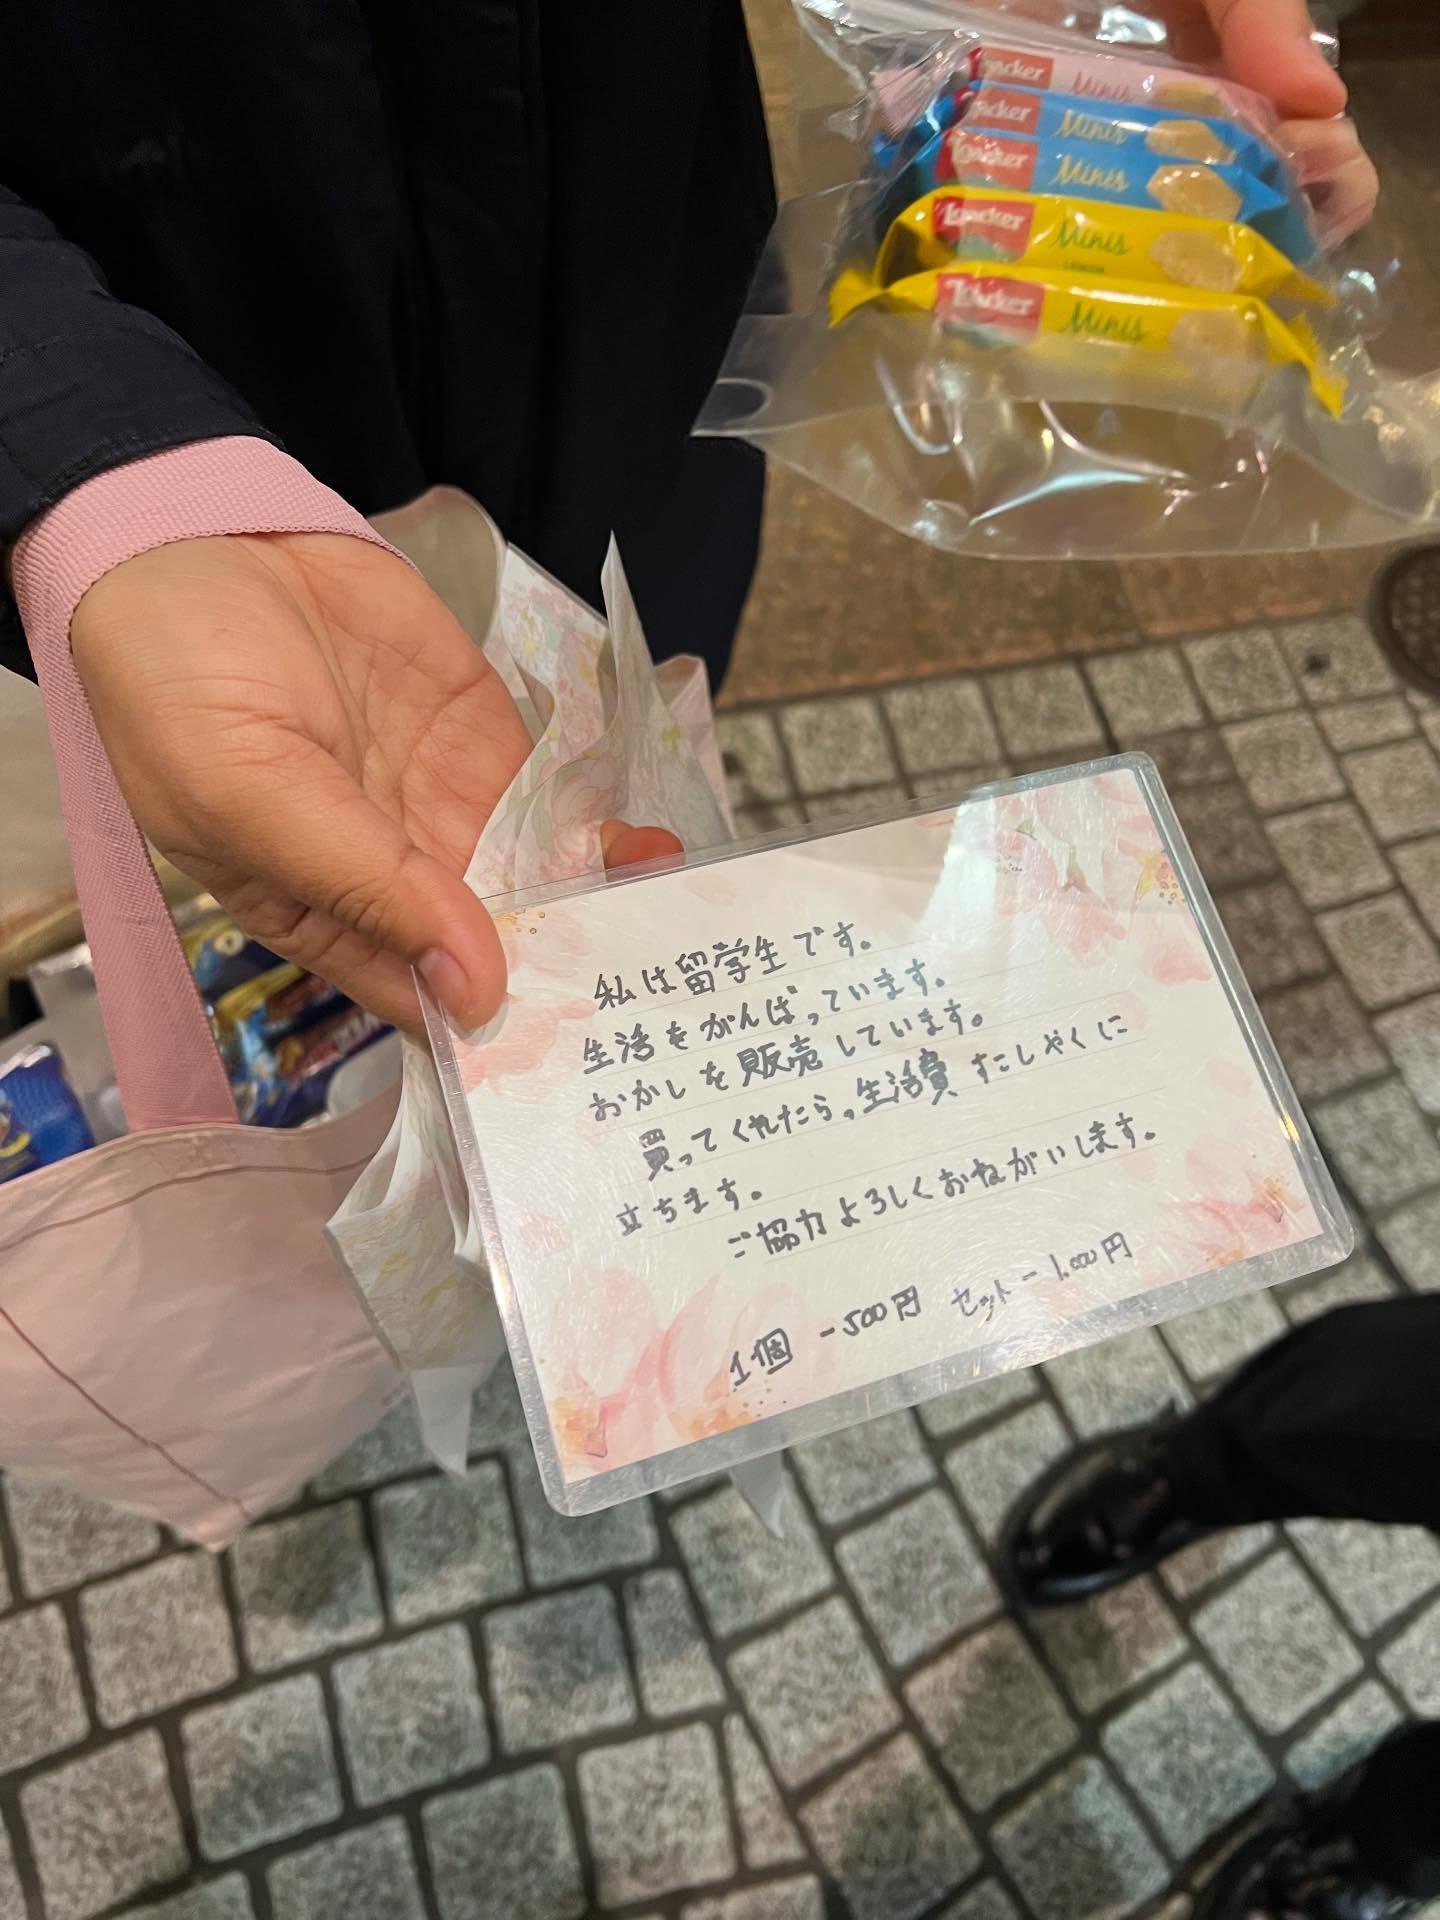 Loacker Minis
Loacker Minis
Loacker Minis
Loacker Minis
Loacker Minis
私は留学生です。
生活をがんばっています。
おかしを販売しています。
買ってくれたら、生活費すこしやくに
立ちます。
ご協力よろしくおねがいします。
1個-500円 セット-1.000円